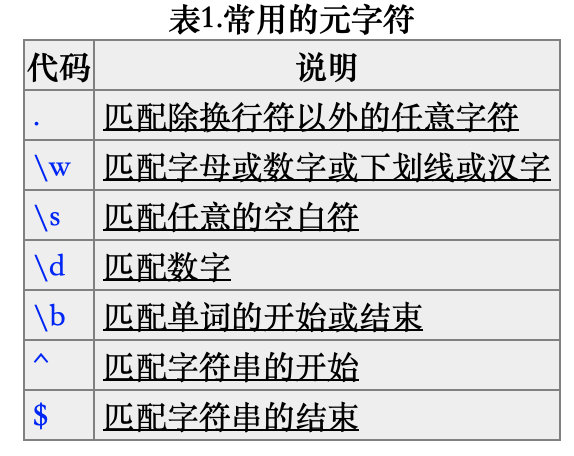 表1.常用的元字符
代码 说明
. 匹配除换行符以外的任意字符
\w 匹配字母或数字或下划线或汉字
\s 匹配任意的空白符
\d 匹配数字
\b 匹配单词的开始或结束
^ 匹配字符串的开始
$ 匹配字符串的结束